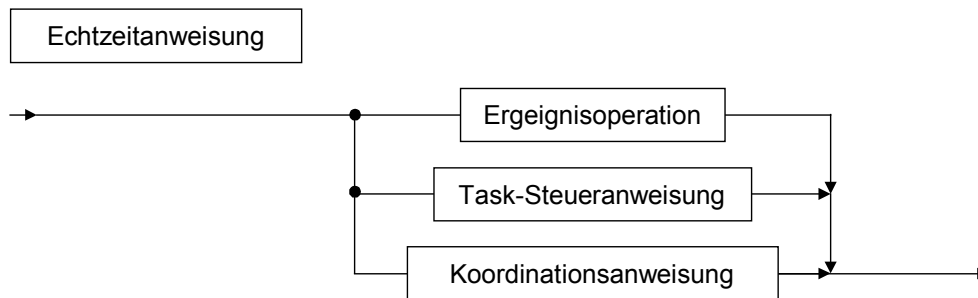 Echtzeitanweisung
Ergeignisoperation
Task-Steueranweisung
Koordinationsanweisung